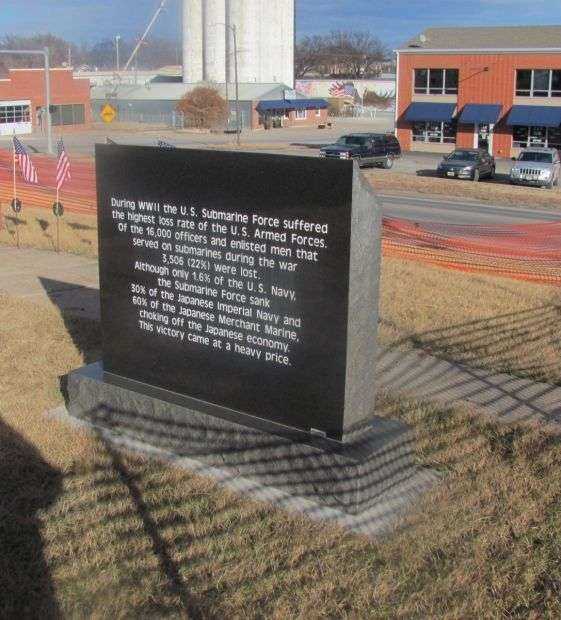 During WWII the U.S. Submarine Force suffered
the highest loss rate of the U.S. Armed Forces.
Of the 16,000 officers and enlisted men that
served on submarines during the war
3,506 (22%) were lost.
Although only 1.6% of the U.S. Navy,
the Submarine Force sank
30% of the Japanese Imperial Navy and
60% of the Japanese Merchant Marine,
choking off the Japanese economy.
This victory came at a heavy price.